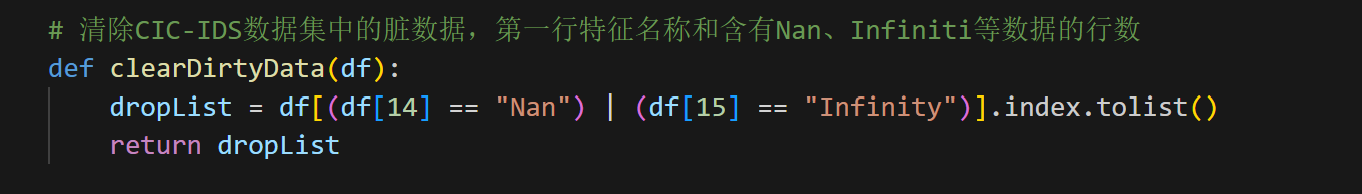 # 清除CIC-IDS数据集中的脏数据，第一行特征名称和含有Nan、Infiniti等数据的行数
def clearDirtyData(df):
    dropList = df[(df[14] == "Nan") | (df[15] == "Infinity")].index.tolist()
    return dropList